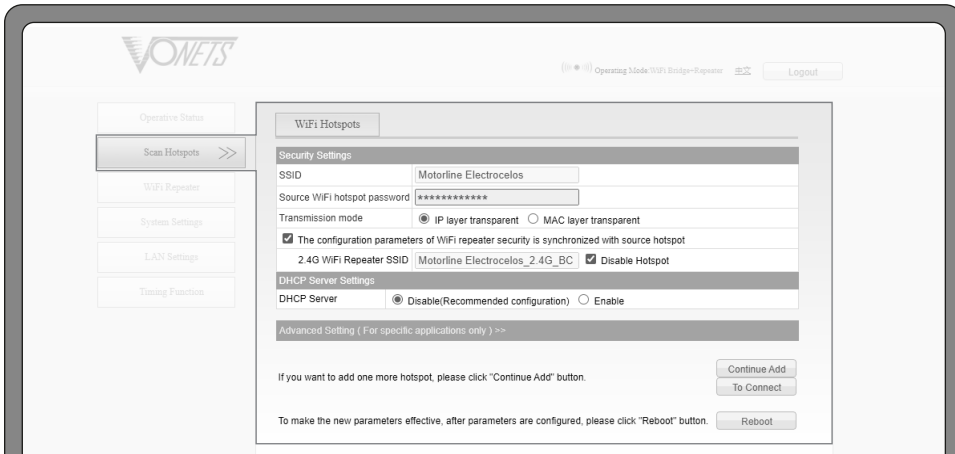 VONETS
Operating Mode:WiFi Bridge+Repeater 中文 Logout
Operative Status
Scan Hotspots >>
WiFi Repeater
System Settings
LAN Settings
Timing Function
WiFi Hotspots
Security Settings
SSID Motorline Electrocelos
Source WiFi hotspot password ************
Transmission mode IP layer transparent MAC layer transparent
The configuration parameters of WiFi repeater security is synchronized with source hotspot
2.4G WiFi Repeater SSID Motorline Electrocelos_2.4G_BC Disable Hotspot
DHCP Server Settings
DHCP Server Disable(Recommended configuration) Enable
Advanced Setting ( For specific applications only ) >>
If you want to add one more hotspot, please click "Continue Add" button. Continue Add
To Connect
To make the new parameters effective, after parameters are configured, please click "Reboot" button. Reboot